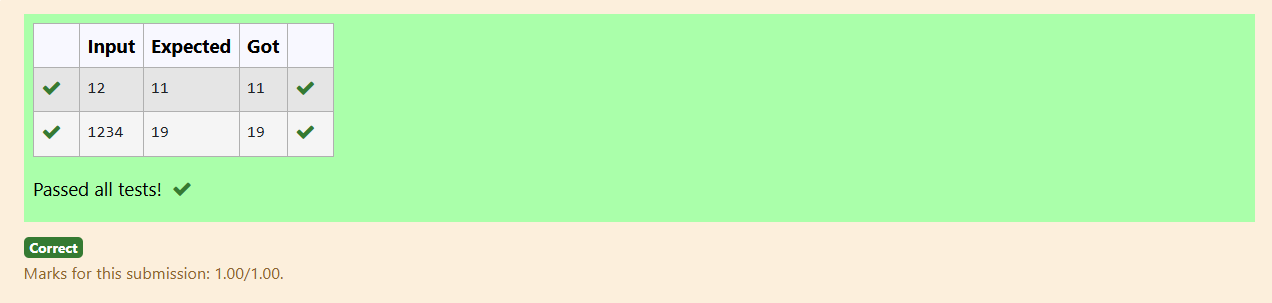 Input Expected Got
12 11 11
1234 19 19
Passed all tests!
Correct
Marks for this submission: 1.00/1.00.